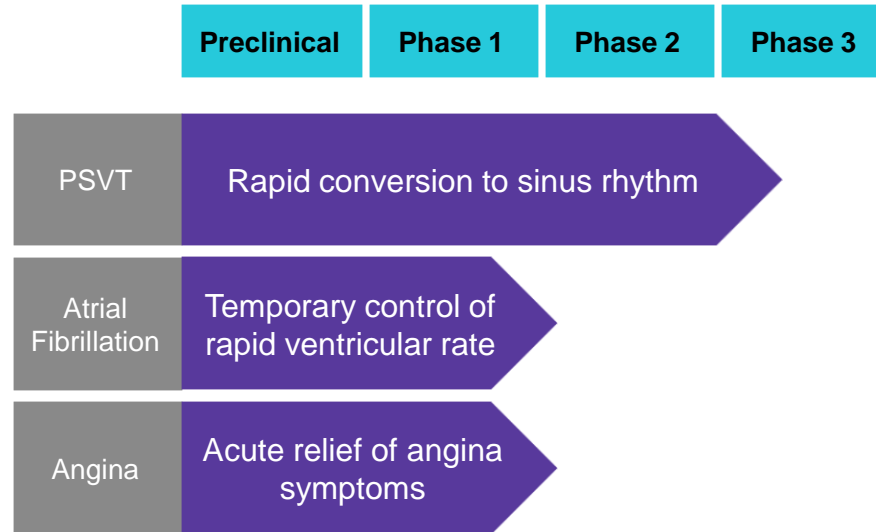 Preclinical
Phase 1
Phase 2
Phase 3
PSVT
Rapid conversion to sinus rhythm
Atrial
Fibrillation
Temporary control of
rapid ventricular rate
Angina
Acute relief of angina
symptoms